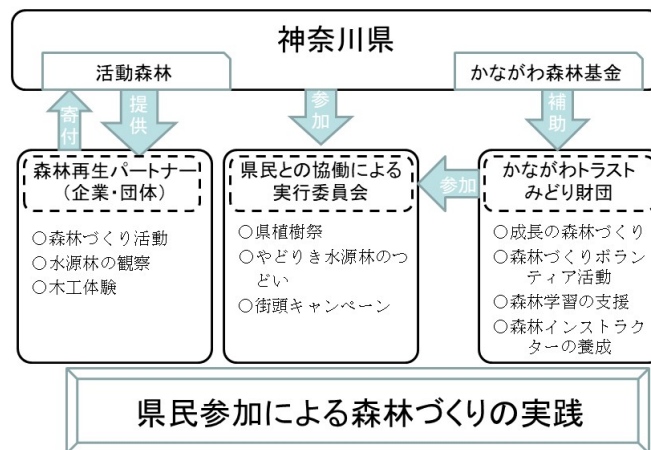 神奈川県
活動森林
かながわ森林基金
寄付
提供
参加
補助
森林再生パートナー
（企業・団体）
○森林づくり活動
○水源林の観察
○木工体験
県民との協働による
実行委員会
○県植樹祭
○やどりき水源林のつ
どい
○街頭キャンペーン
参加
かながわトラスト
みどり財団
○成長の森林づくり
○森林づくりボラン
ティア活動
○森林学習の支援
○森林インストラク
ターの養成
県民参加による森林づくりの実践